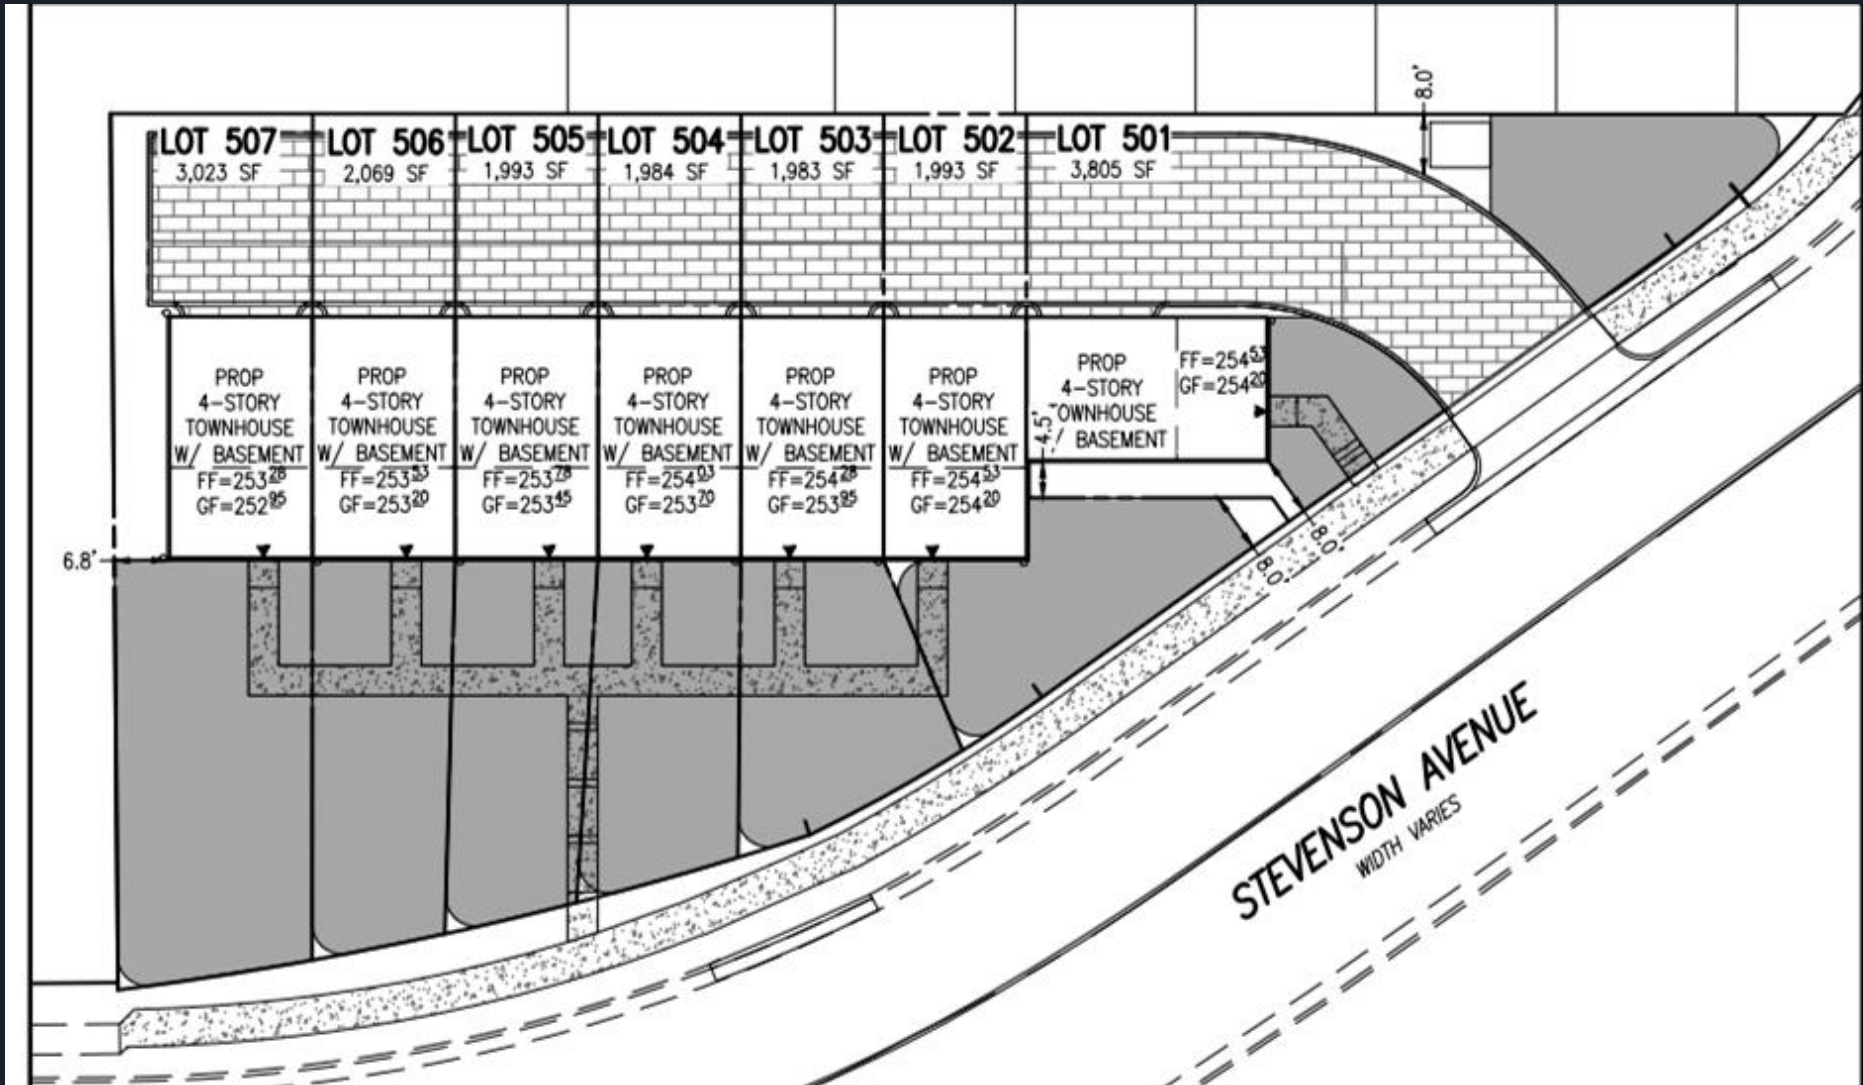 8.0'
LOT 507
3,023 SF
LOT 506
2,069 SF
LOT 505
1,993 SF
LOT 504
1,984 SF
LOT 503
1,983 SF
LOT 502
1,993 SF
LOT 501
3,805 SF
PROP
4-STORY
TOWNHOUSE
W/ BASEMENT
FF=253.28
GF=252.95
PROP
4-STORY
TOWNHOUSE
W/ BASEMENT
FF=253.53
GF=253.20
PROP
4-STORY
TOWNHOUSE
W/ BASEMENT
FF=253.78
GF=253.45
PROP
4-STORY
TOWNHOUSE
W/ BASEMENT
FF=254.03
GF=253.70
PROP
4-STORY
TOWNHOUSE
W/ BASEMENT
FF=254.28
GF=253.95
PROP
4-STORY
TOWNHOUSE
W/ BASEMENT
FF=254.53
GF=254.20
PROP
4-STORY
OWNHOUSE
/ BASEMENT
FF=254.53
GF=254.20
4.5'
6.8'
8.0'
8.0'
STEVENSON AVENUE
WIDTH VARIES